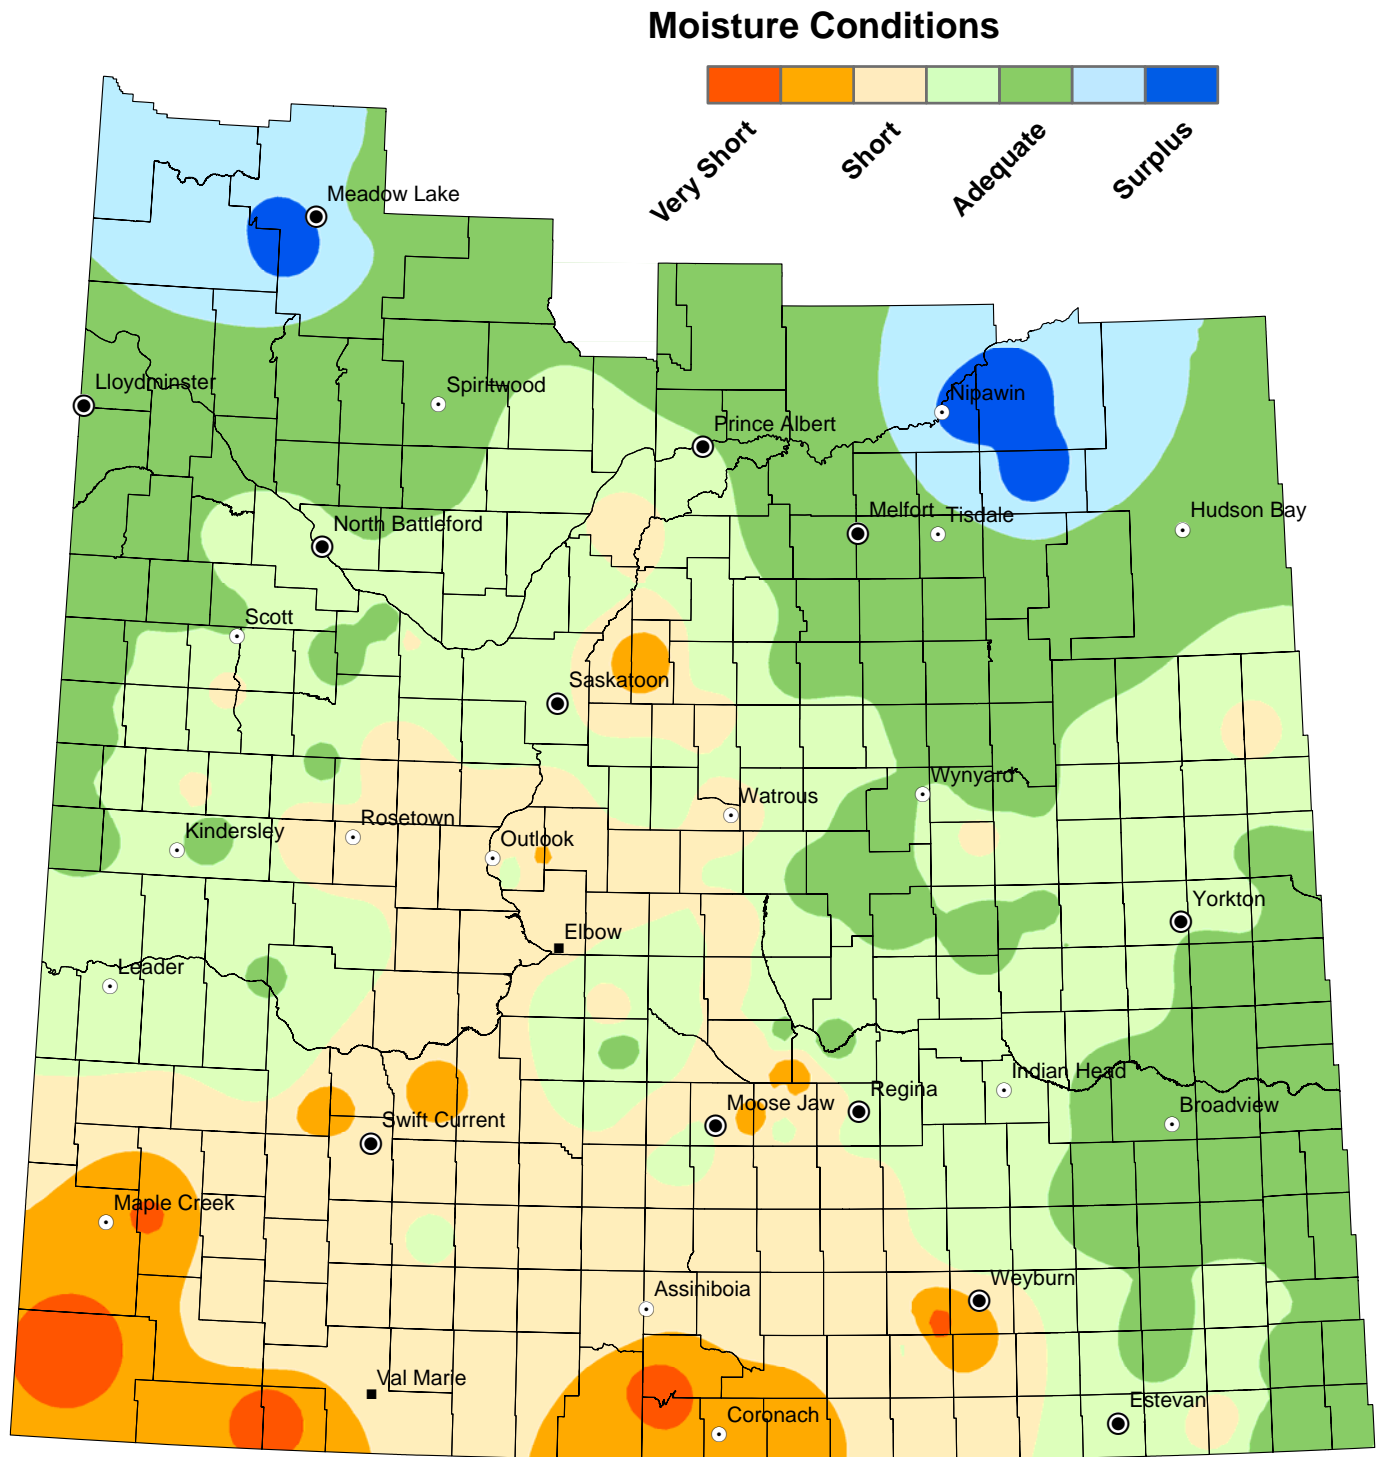 Moisture Conditions
Very Short
Short
Adequate
Surplus
Meadow Lake
Lloydminster
Spiritwood
Nipawin
Prince Albert
North Battleford
Melfort
Tisdale
Hudson Bay
Scott
Saskatoon
Wynyard
Watrous
Rosetown
Kindersley
Outlook
Yorkton
Elbow
Leader
Indian Head
Regina
Moose Jaw
Broadview
Swift Current
Maple Creek
Weyburn
Assiniboia
Val Marie
Estevan
Coronach